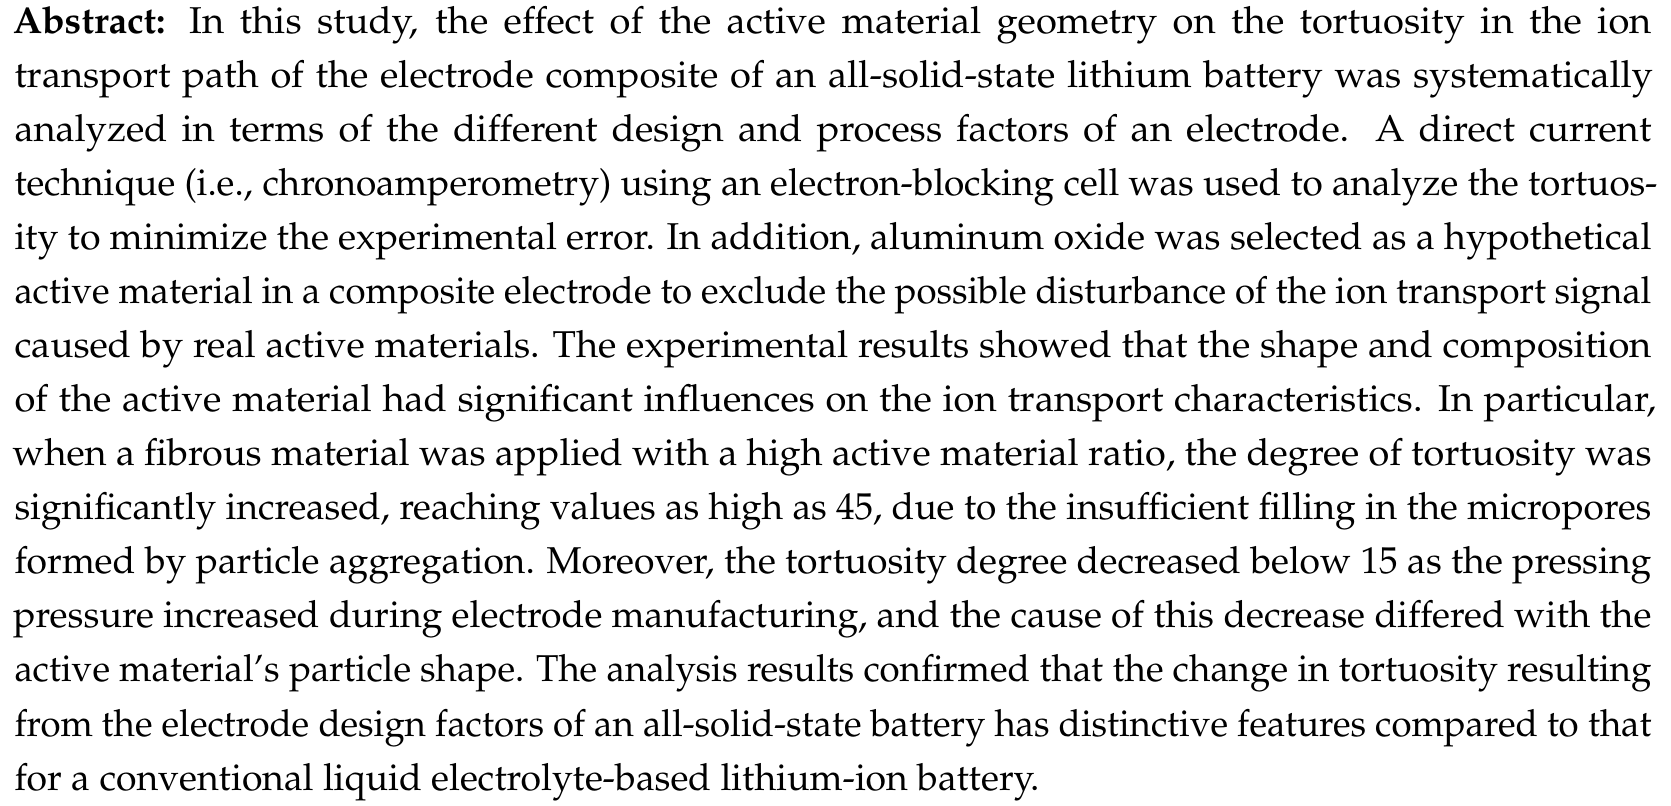 Abstract: In this study, the effect of the active material geometry on the tortuosity in the ion
transport path of the electrode composite of an all-solid-state lithium battery was systematically
analyzed in terms of the different design and process factors of an electrode. A direct current
technique (i.e., chronoamperometry) using an electron-blocking cell was used to analyze the tortuos-
ity to minimize the experimental error. In addition, aluminum oxide was selected as a hypothetical
active material in a composite electrode to exclude the possible disturbance of the ion transport signal
caused by real active materials. The experimental results showed that the shape and composition
of the active material had significant influences on the ion transport characteristics. In particular,
when a fibrous material was applied with a high active material ratio, the degree of tortuosity was
significantly increased, reaching values as high as 45, due to the insufficient filling in the micropores
formed by particle aggregation. Moreover, the tortuosity degree decreased below 15 as the pressing
pressure increased during electrode manufacturing, and the cause of this decrease differed with the
active material's particle shape. The analysis results confirmed that the change in tortuosity resulting
from the electrode design factors of an all-solid-state battery has distinctive features compared to that
for a conventional liquid electrolyte-based lithium-ion battery.